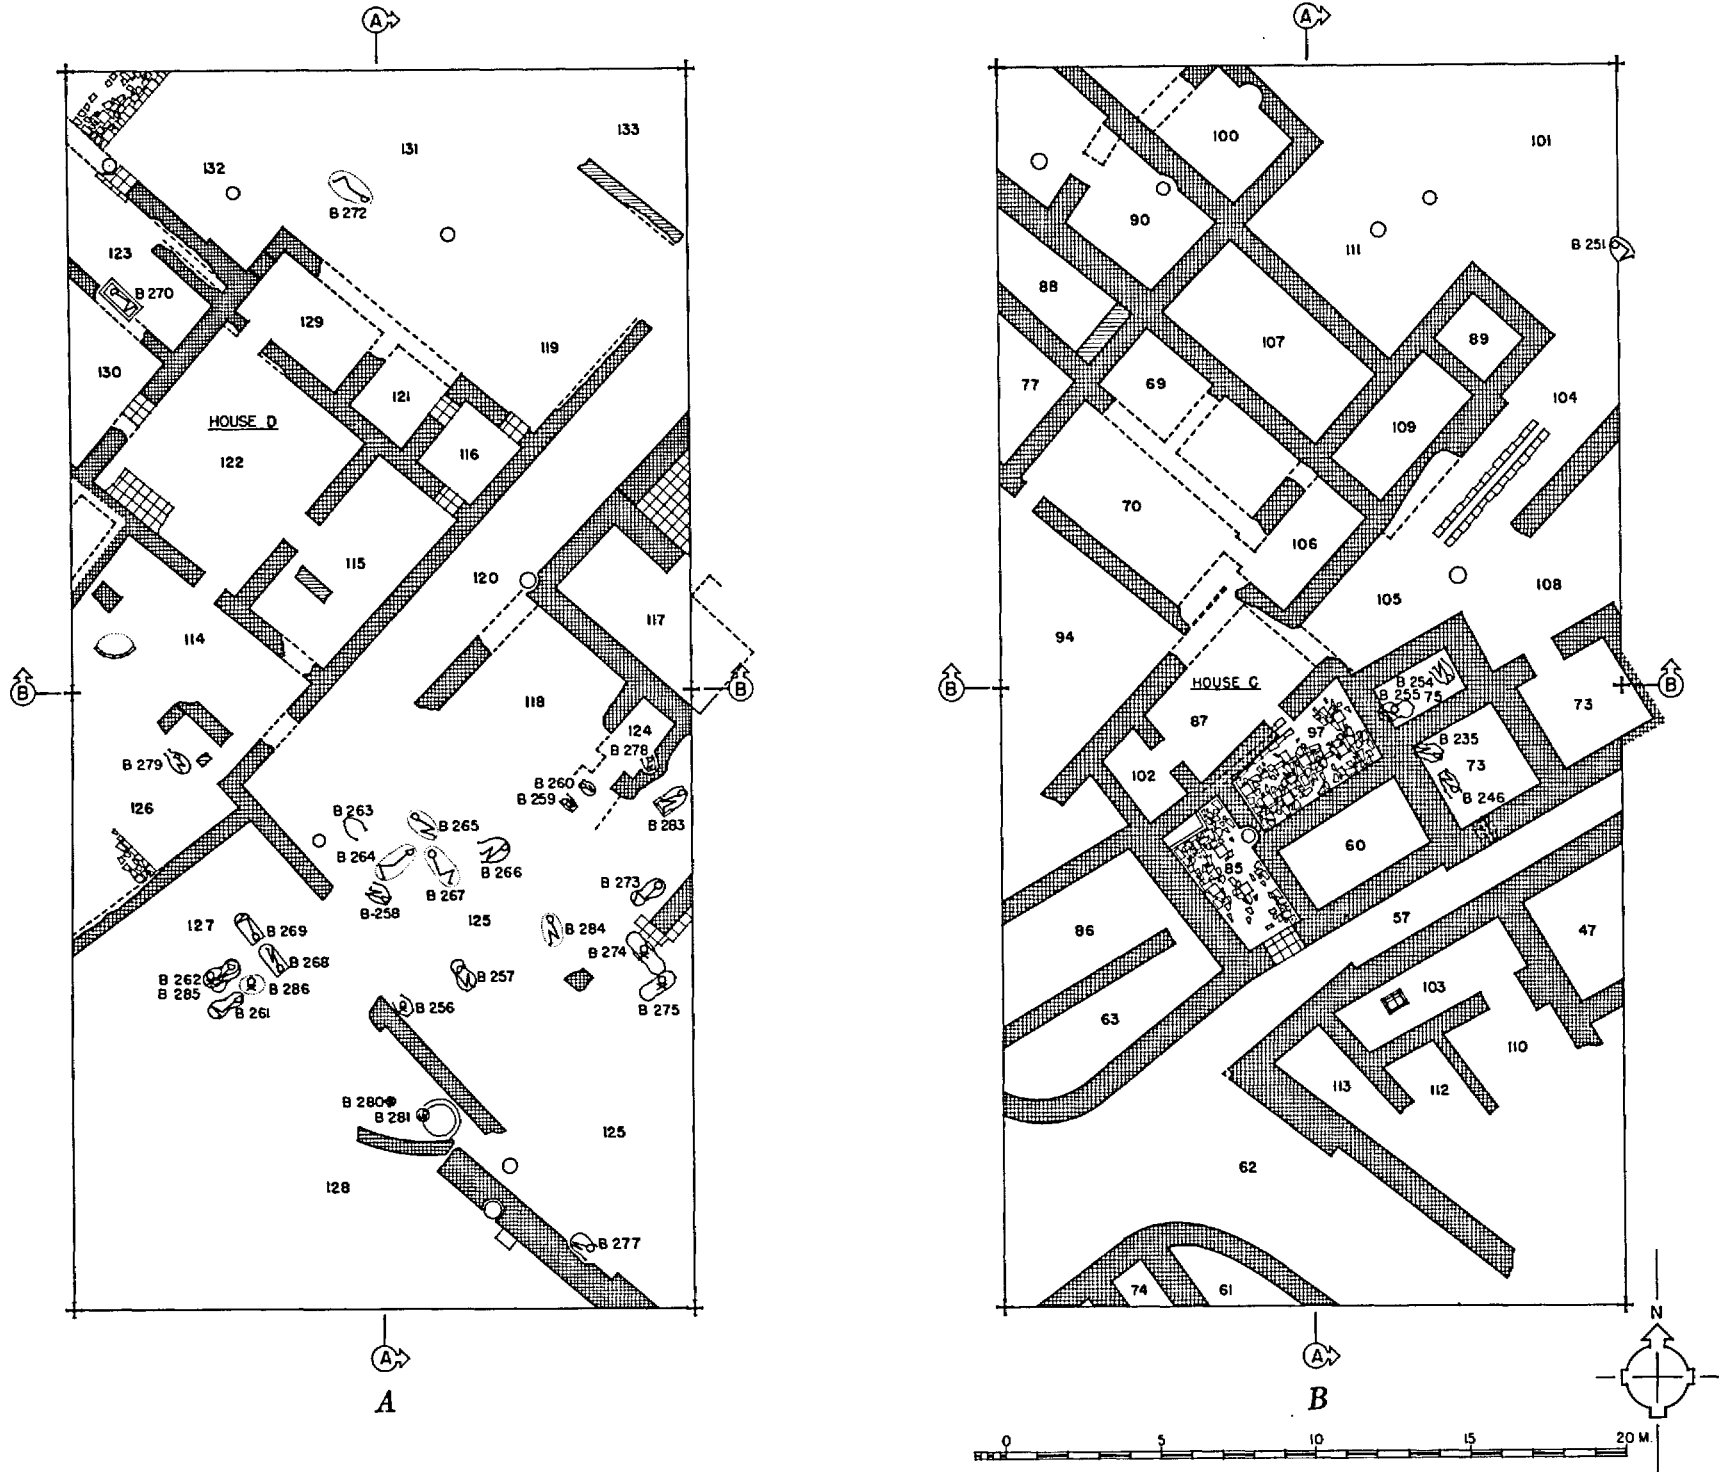 A
A
133
131
132
B 272
123
B 270
129
130
119
121
HOUSE D
116
122
115
120
117
114
B
B
118
124
B 278
B 279
B 260
B 259
126
B 263
B 265
B 283
B 264
B 266
B 267
B 273
B-258
125
127
B 269
B 284
B 268
B 274
B 262
B 285
B 286
B 257
B 275
B 261
B 256
B 280
B 281
125
128
B 277
A
A
100
101
90
111
B 251
88
107
89
77
69
104
109
70
106
105
108
94
HOUSE C
B 254
B 255
75
B
B
87
97
73
B 235
73
102
B 246
60
85
57
86
47
103
63
110
113
112
62
74
61
A
B
N
0
5
10
15
20 M.